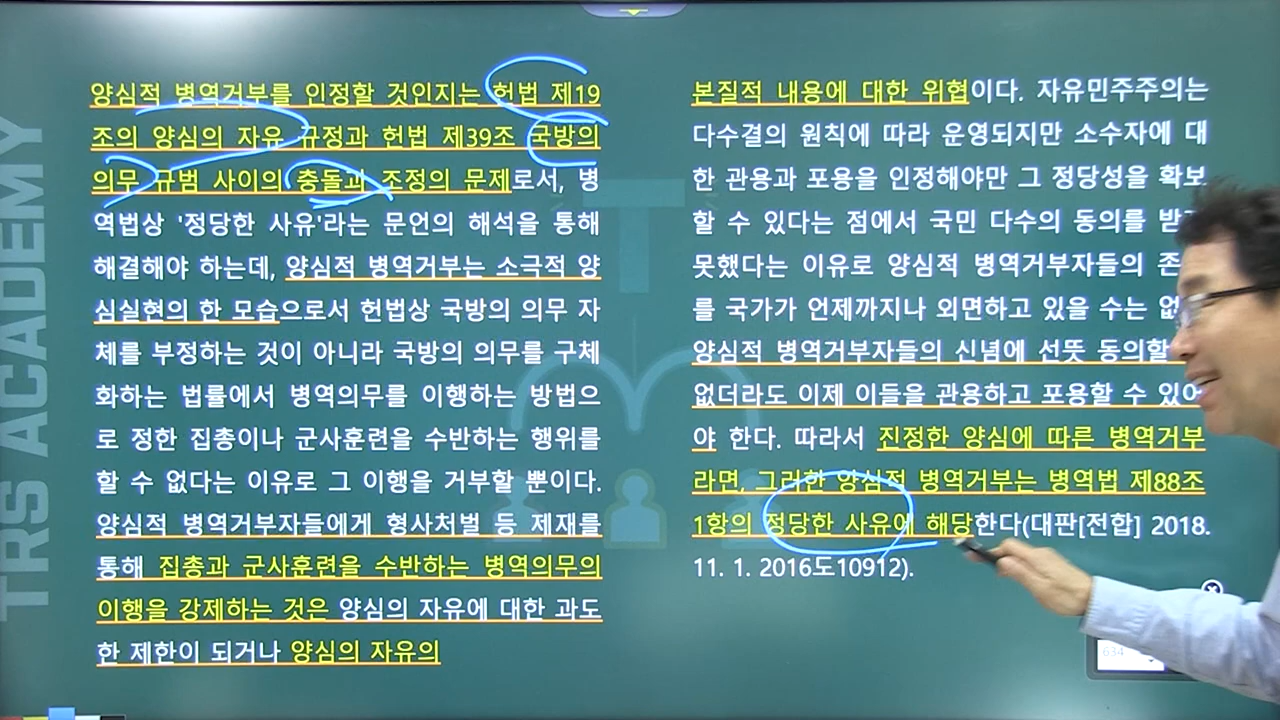 양심적 병역거부를 인정할 것인지는 헌법 제19
조의 양심의 자유 규정과 헌법 제39조 국방의
의무 규범 사이의 충돌과 조정의 문제로서, 병
역법상 '정당한 사유'라는 문언의 해석을 통해
해결해야 하는데, 양심적 병역거부는 소극적 양
심실현의 한 모습으로서 헌법상 국방의 의무 자
체를 부정하는 것이 아니라 국방의 의무를 구체
화하는 법률에서 병역의무를 이행하는 방법으
로 정한 집총이나 군사훈련을 수반하는 행위를
할 수 없다는 이유로 그 이행을 거부할 뿐이다.
양심적 병역거부자들에게 형사처벌 등 제재를
통해 집총과 군사훈련을 수반하는 병역의무의
이행을 강제하는 것은 양심의 자유에 대한 과도
한 제한이 되거나 양심의 자유의
본질적 내용에 대한 위협이다. 자유민주주의는
다수결의 원칙에 따라 운영되지만 소수자에 대
한 관용과 포용을 인정해야만 그 정당성을 확보
할 수 있다는 점에서 국민 다수의 동의를 받
못했다는 이유로 양심적 병역거부자들의 존
를 국가가 언제까지나 외면하고 있을 수는 없
양심적 병역거부자들의 신념에 선뜻 동의할
없더라도 이제 이들을 관용하고 포용할 수 있어
야 한다. 따라서 진정한 양심에 따른 병역거부
라면, 그러한 양심적 병역거부는 병역법 제88조
1항의 정당한 사유에 해당한다(대판[전합] 2018.
11. 1. 2016도10912).
TRS ACADEMY
634